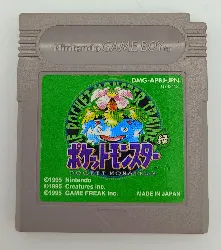 Nintendo GAME BOY
DMG-APBJ-JPN
ポケットモンスター
緑
POCKET MONSTERS
©1995 Nintendo
©1995 Creatures inc.
©1995 GAME FREAK inc.
MADE IN JAPAN